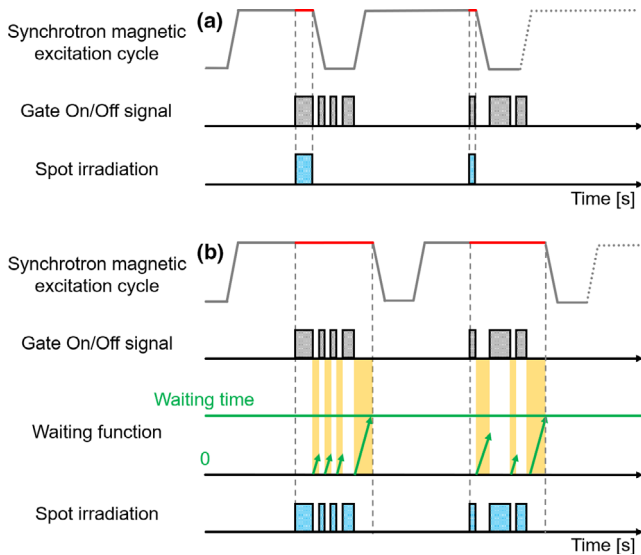 (a)
Synchrotron magnetic
excitation cycle
Gate On/Off signal
Spot irradiation
Time [s]
(b)
Synchrotron magnetic
excitation cycle
Gate On/Off signal
Waiting time
Waiting function
0
Spot irradiation
Time [s]